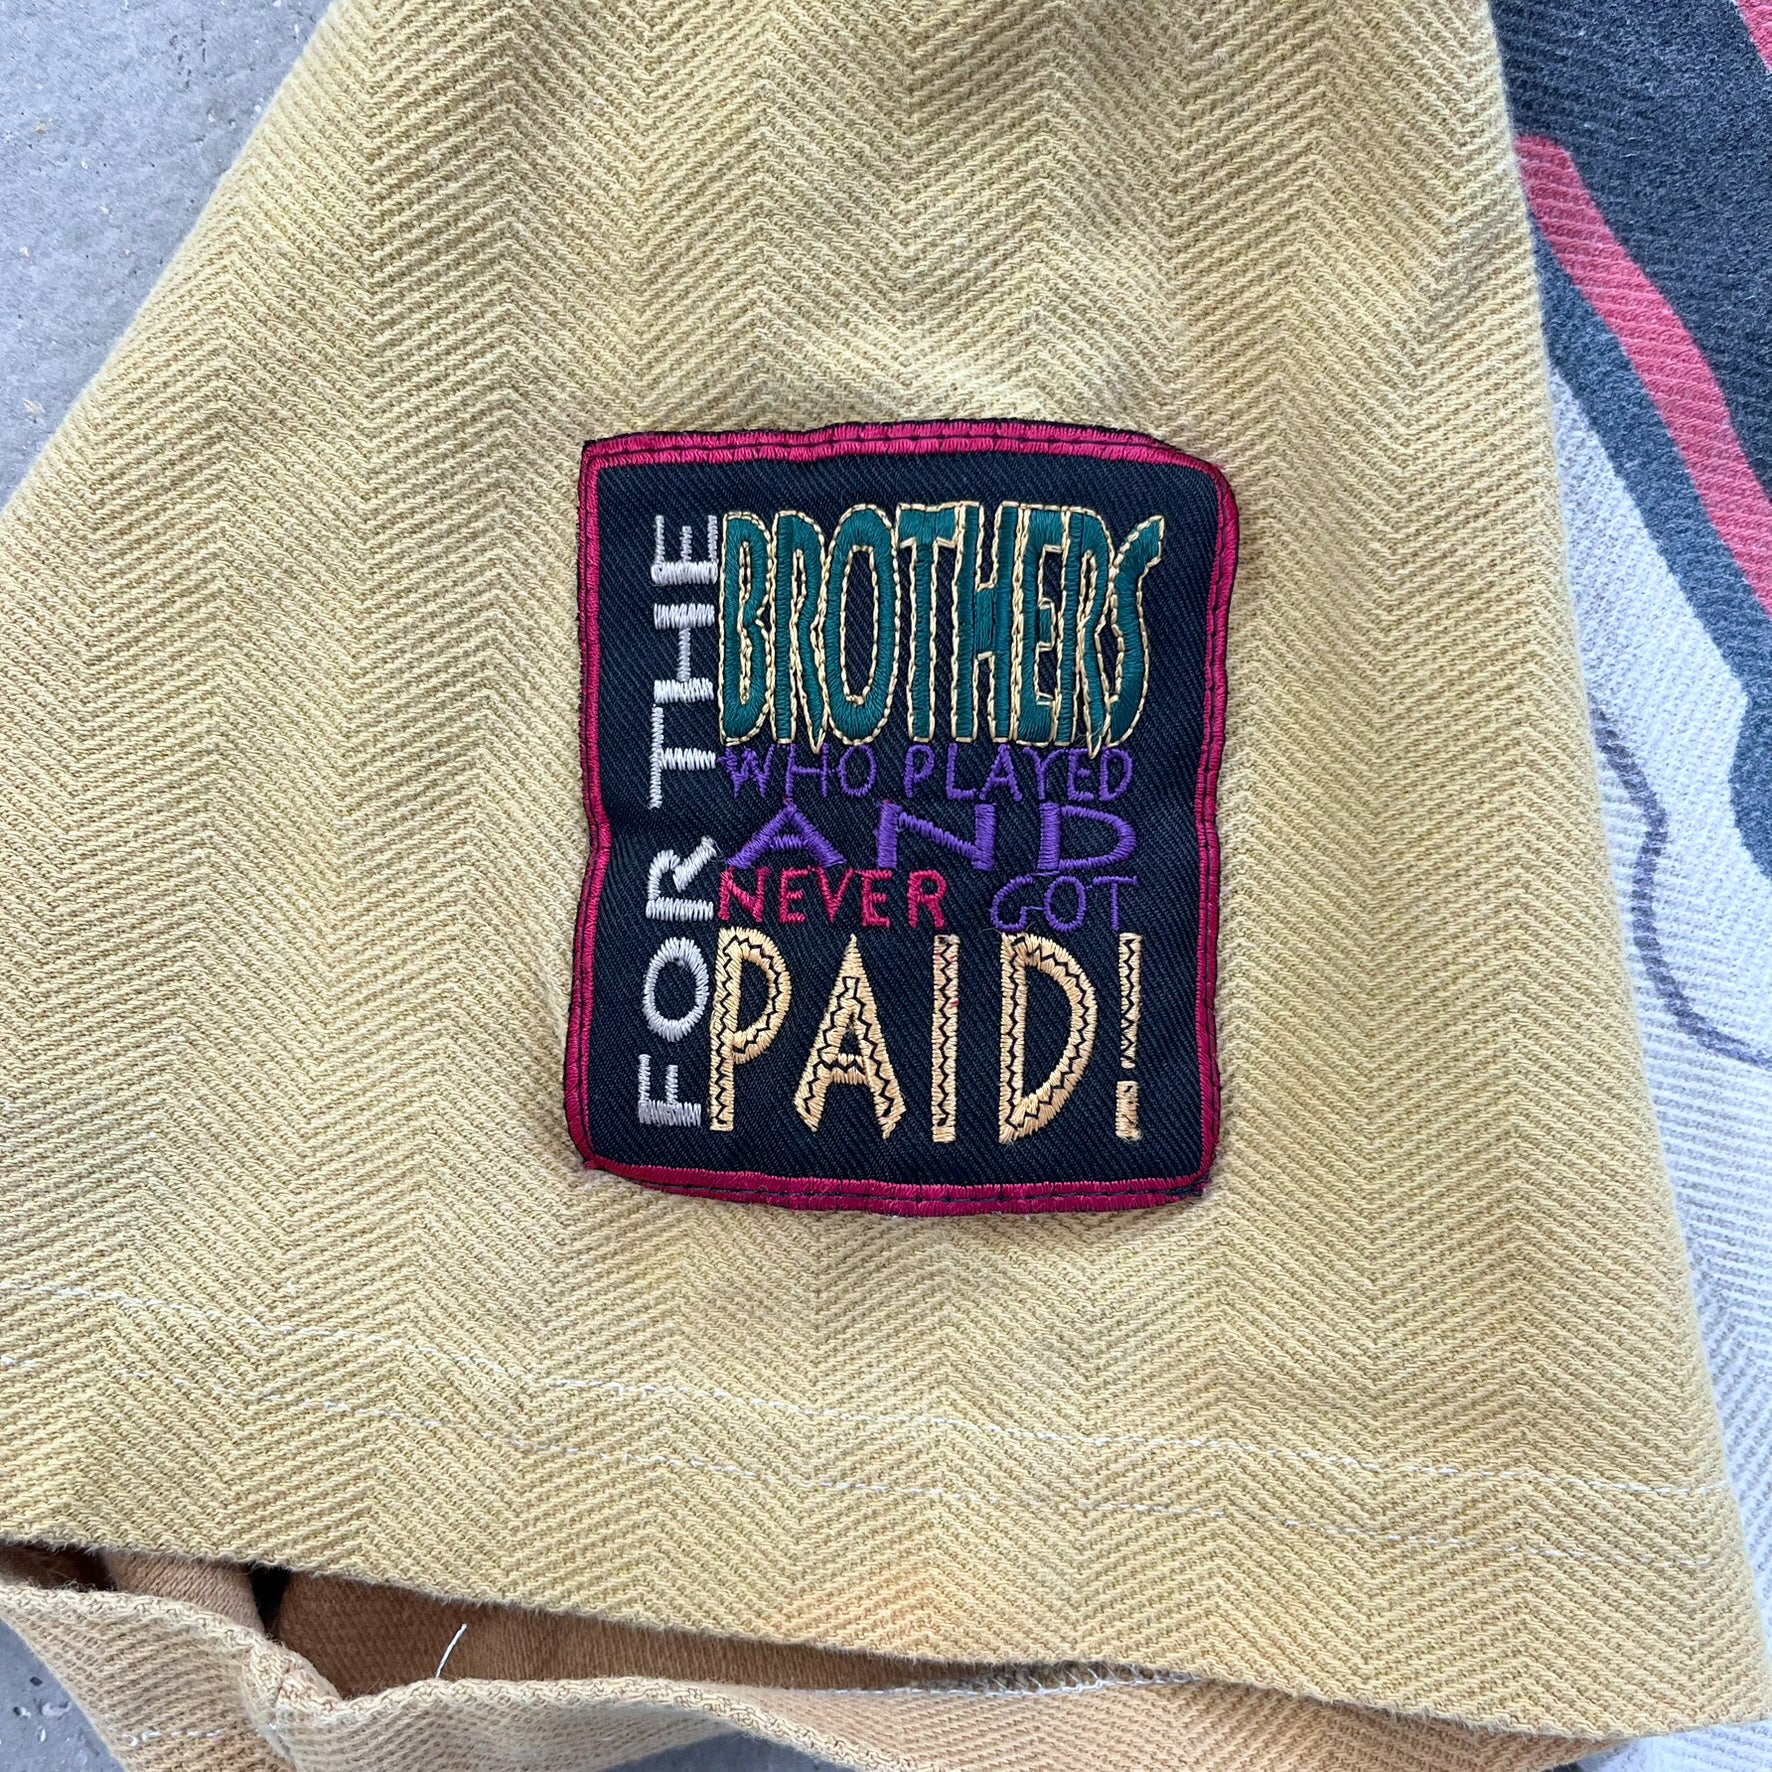 FOR THE
BROTHERS
WHO PLAYED
AND
NEVER GOT
PAID!